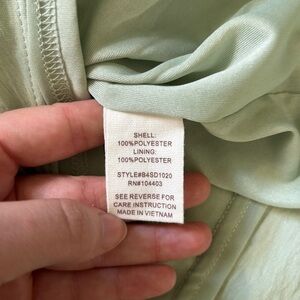 SHELL:
100%POLYESTER
LINING:
100%POLYESTER
STYLE#B4SD1020
RN#104403
SEE REVERSE FOR
CARE INSTRUCTION
MADE IN VIETNAM